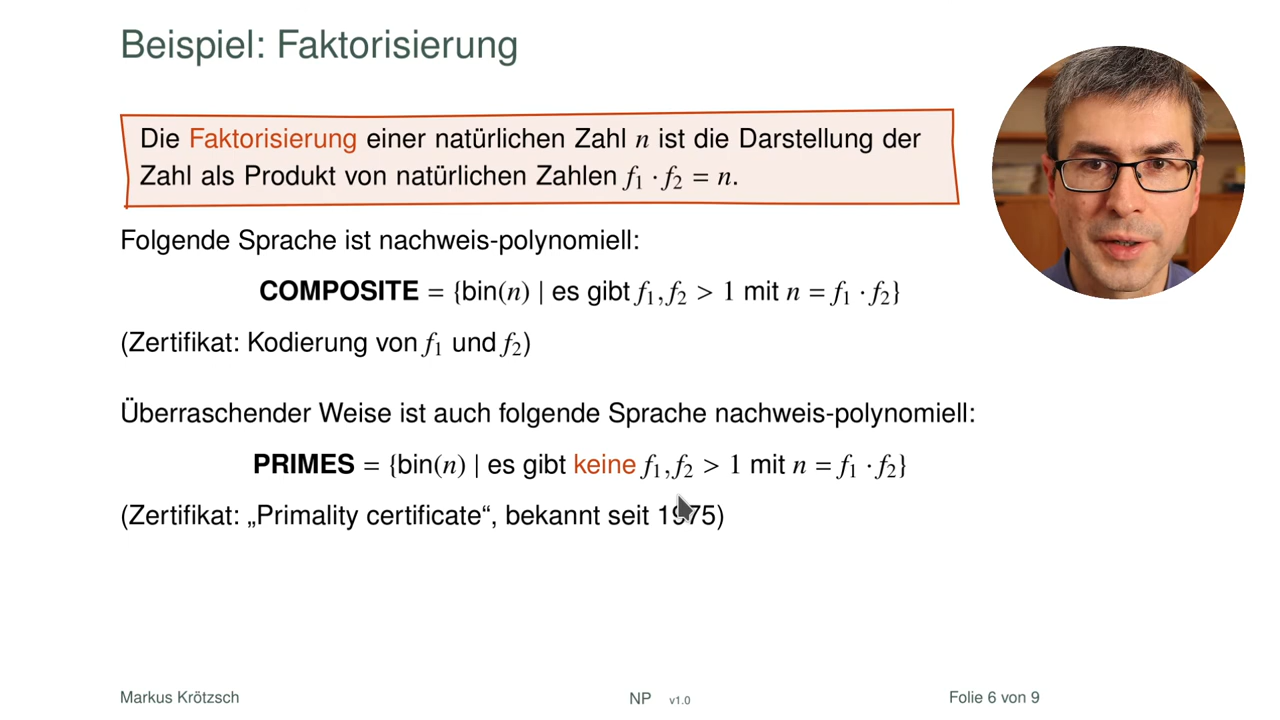 Beispiel: Faktorisierung
Die Faktorisierung einer natürlichen Zahl n ist die Darstellung der
Zahl als Produkt von natürlichen Zahlen f₁ · f₂ = n.
Folgende Sprache ist nachweis-polynomiell:
COMPOSITE = {bin(n) | es gibt f₁, f₂ > 1 mit n = f₁ · f₂}
(Zertifikat: Kodierung von f₁ und f₂)
Überraschender Weise ist auch folgende Sprache nachweis-polynomiell:
PRIMES = {bin(n) | es gibt keine f₁, f₂ > 1 mit n = f₁ · f₂}
(Zertifikat: „Primality certificate“, bekannt seit 1975)
Markus Krötzsch NP v1.0 Folie 6 von 9